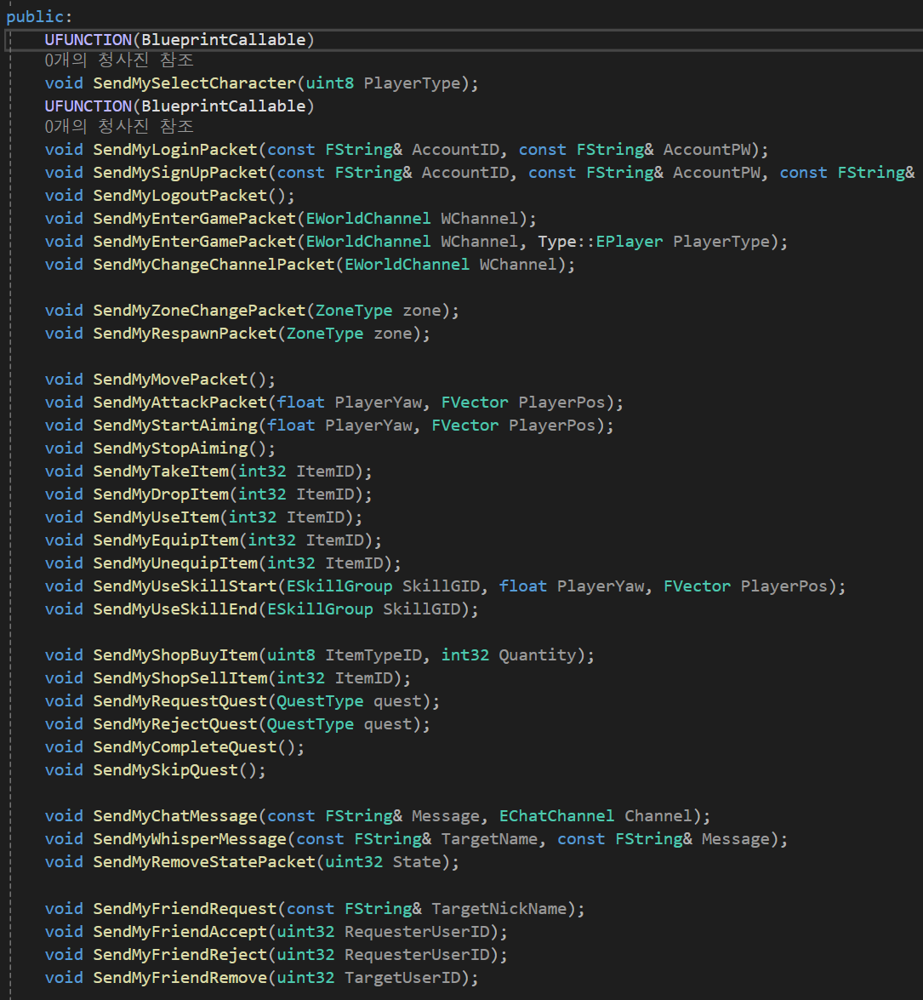 public:
UFUNCTION(BlueprintCallable)
0개의 청사진 참조
void SendMySelectCharacter(uint8 PlayerType);
UFUNCTION(BlueprintCallable)
0개의 청사진 참조
void SendMyLoginPacket(const FString& AccountID, const FString& AccountPW);
void SendMySignUpPacket(const FString& AccountID, const FString& AccountPW, const FString&
void SendMyLogoutPacket();
void SendMyEnterGamePacket(EWorldChannel WChannel);
void SendMyEnterGamePacket(EWorldChannel WChannel, Type::EPlayer PlayerType);
void SendMyChangeChannelPacket(EWorldChannel WChannel);
void SendMyZoneChangePacket(ZoneType zone);
void SendMyRespawnPacket(ZoneType zone);
void SendMyMovePacket();
void SendMyAttackPacket(float PlayerYaw, FVector PlayerPos);
void SendMyStartAiming(float PlayerYaw, FVector PlayerPos);
void SendMyStopAiming();
void SendMyTakeItem(int32 ItemID);
void SendMyDropItem(int32 ItemID);
void SendMyUseItem(int32 ItemID);
void SendMyEquipItem(int32 ItemID);
void SendMyUnequipItem(int32 ItemID);
void SendMyUseSkillStart(ESkillGroup SkillGID, float PlayerYaw, FVector PlayerPos);
void SendMyUseSkillEnd(ESkillGroup SkillGID);
void SendMyShopBuyItem(uint8 ItemTypeID, int32 Quantity);
void SendMyShopSellItem(int32 ItemID);
void SendMyRequestQuest(QuestType quest);
void SendMyRejectQuest(QuestType quest);
void SendMyCompleteQuest();
void SendMySkipQuest();
void SendMyChatMessage(const FString& Message, EChatChannel Channel);
void SendMyWhisperMessage(const FString& TargetName, const FString& Message);
void SendMyRemoveStatePacket(uint32 State);
void SendMyFriendRequest(const FString& TargetNickName);
void SendMyFriendAccept(uint32 RequesterUserID);
void SendMyFriendReject(uint32 RequesterUserID);
void SendMyFriendRemove(uint32 TargetUserID);